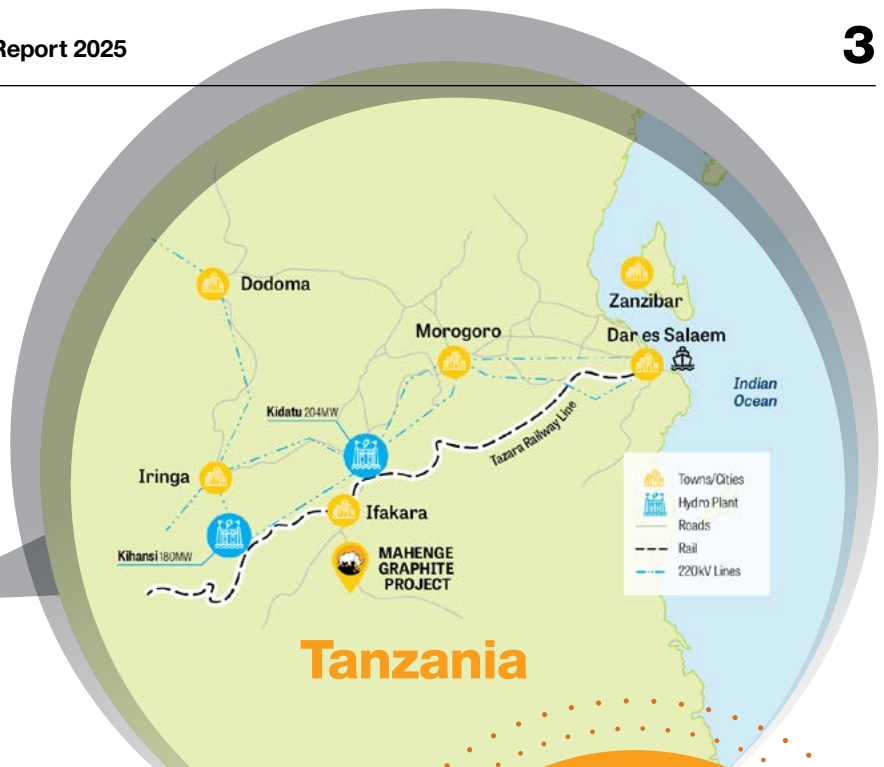 Report 2025
3
Dodoma
Zanzibar
Morogoro
Dar es Salaem
Indian
Ocean
Kidatu 204MW
Tazara Railway Line
Iringa
Ifakara
Kihansi 180MW
MAHENGE
GRAPHITE
PROJECT
Towns/Cities
Hydro Plant
Roads
Rail
220kV Lines
Tanzania